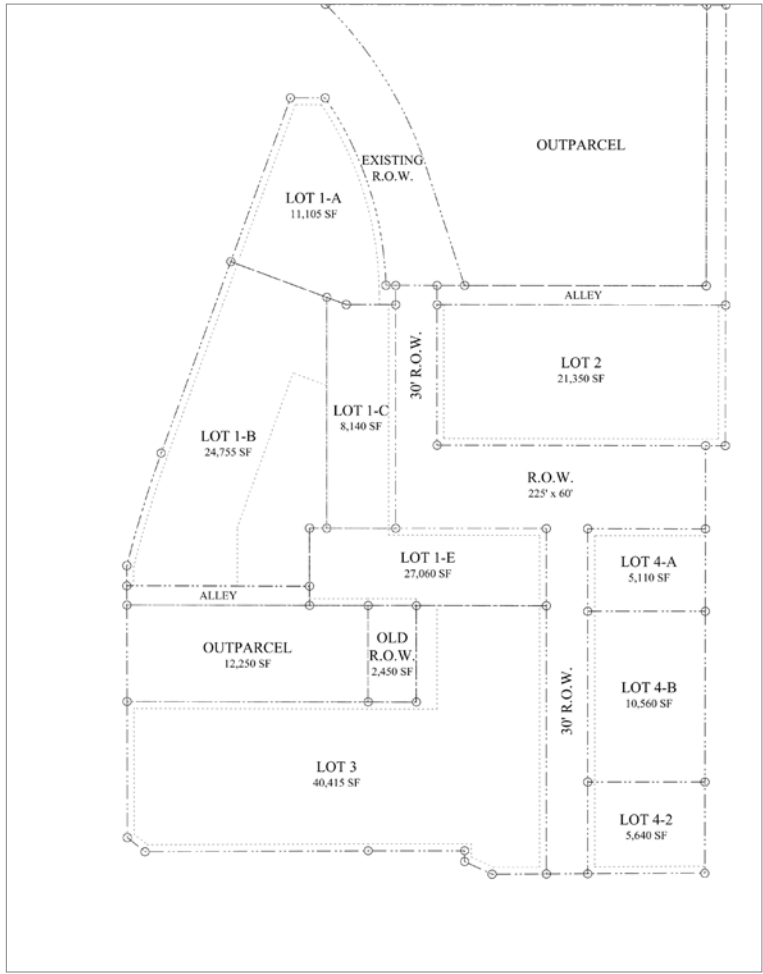 OUTPARCEL
EXISTING
R.O.W.
LOT 1-A
11,105 SF
ALLEY
30' R.O.W.
LOT 2
21,350 SF
LOT 1-C
8,140 SF
LOT 1-B
24,755 SF
R.O.W.
225' x 60'
LOT 1-E
27,060 SF
LOT 4-A
5,110 SF
ALLEY
OUTPARCEL
12,250 SF
OLD
R.O.W.
2,450 SF
30' R.O.W.
LOT 4-B
10,560 SF
LOT 3
40,415 SF
LOT 4-2
5,640 SF